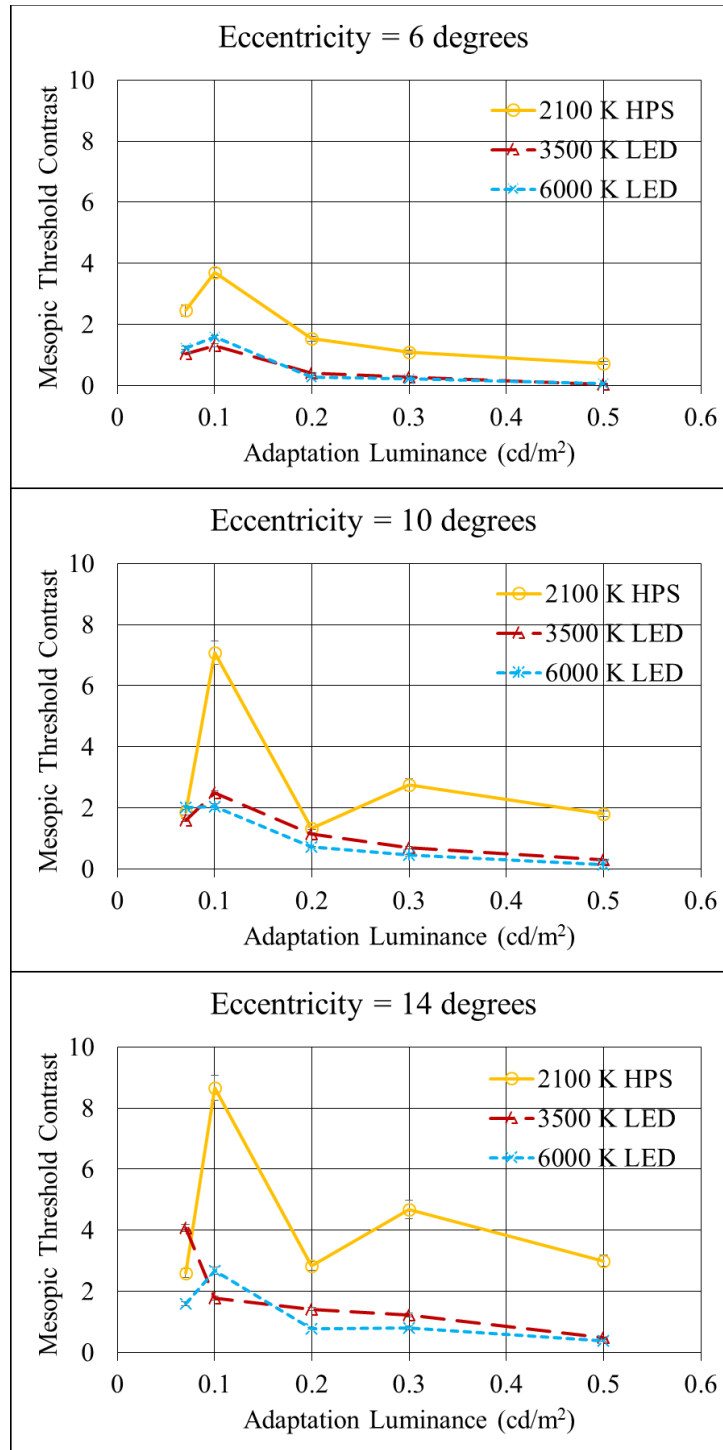 Eccentricity = 6 degrees
10
8
6
4
2
0
Mesopic Threshold Contrast
2100 K HPS
3500 K LED
6000 K LED
0 0.1 0.2 0.3 0.4 0.5 0.6
Adaptation Luminance (cd/m²)
Eccentricity = 10 degrees
10
8
6
4
2
0
Mesopic Threshold Contrast
2100 K HPS
3500 K LED
6000 K LED
0 0.1 0.2 0.3 0.4 0.5 0.6
Adaptation Luminance (cd/m²)
Eccentricity = 14 degrees
10
8
6
4
2
0
Mesopic Threshold Contrast
2100 K HPS
3500 K LED
6000 K LED
0 0.1 0.2 0.3 0.4 0.5 0.6
Adaptation Luminance (cd/m²)